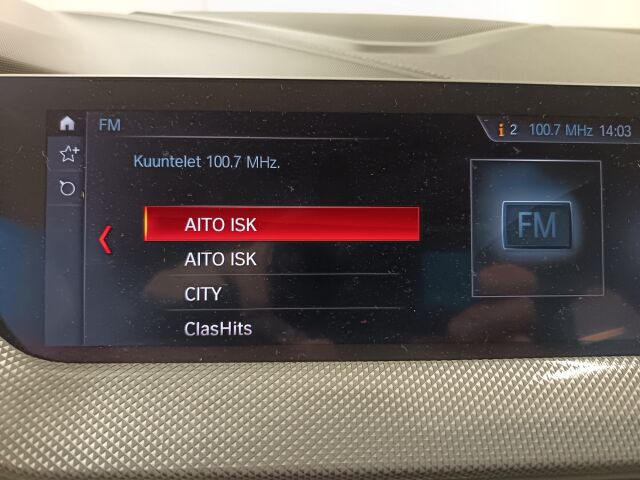 FM
i 2 100.7 MHz 14:03
Kuuntelet 100.7 MHz.
AITO ISK
FM
AITO ISK
CITY
ClasHits